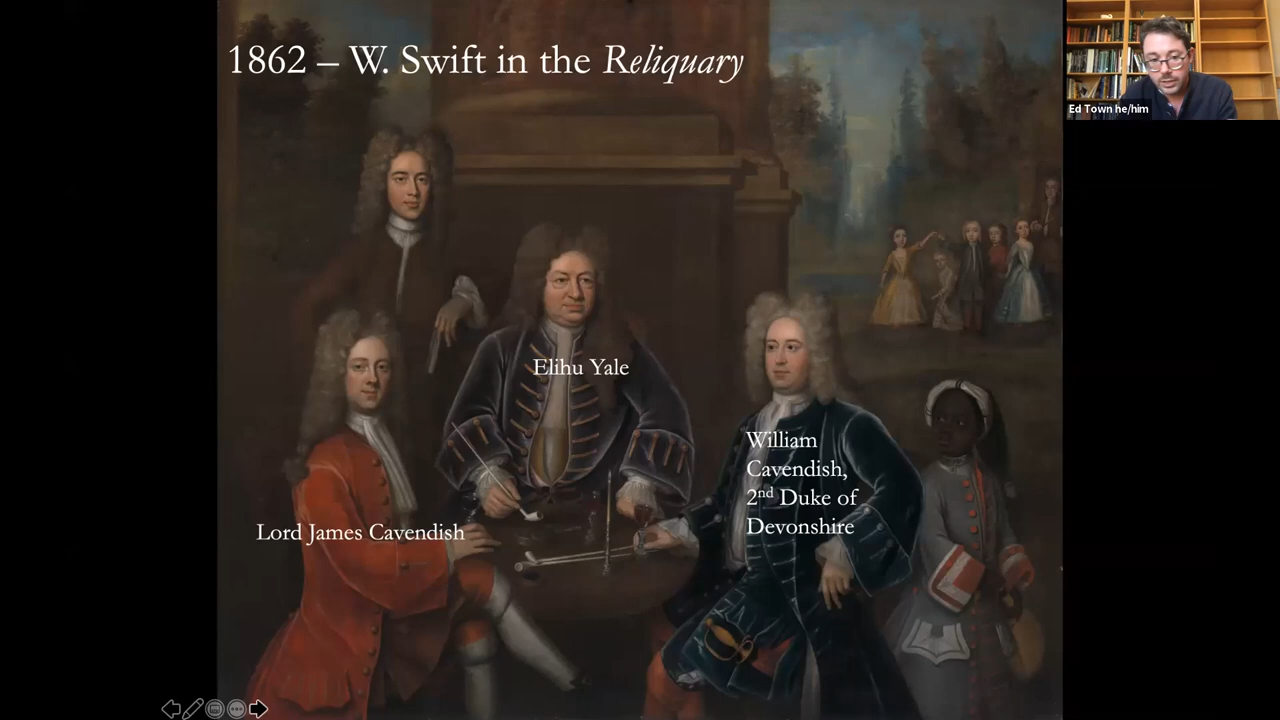 1862 – W. Swift in the Reliquary
Ed Town he/him
Elihu Yale
William
Cavendish,
2nd Duke of
Devonshire
Lord James Cavendish